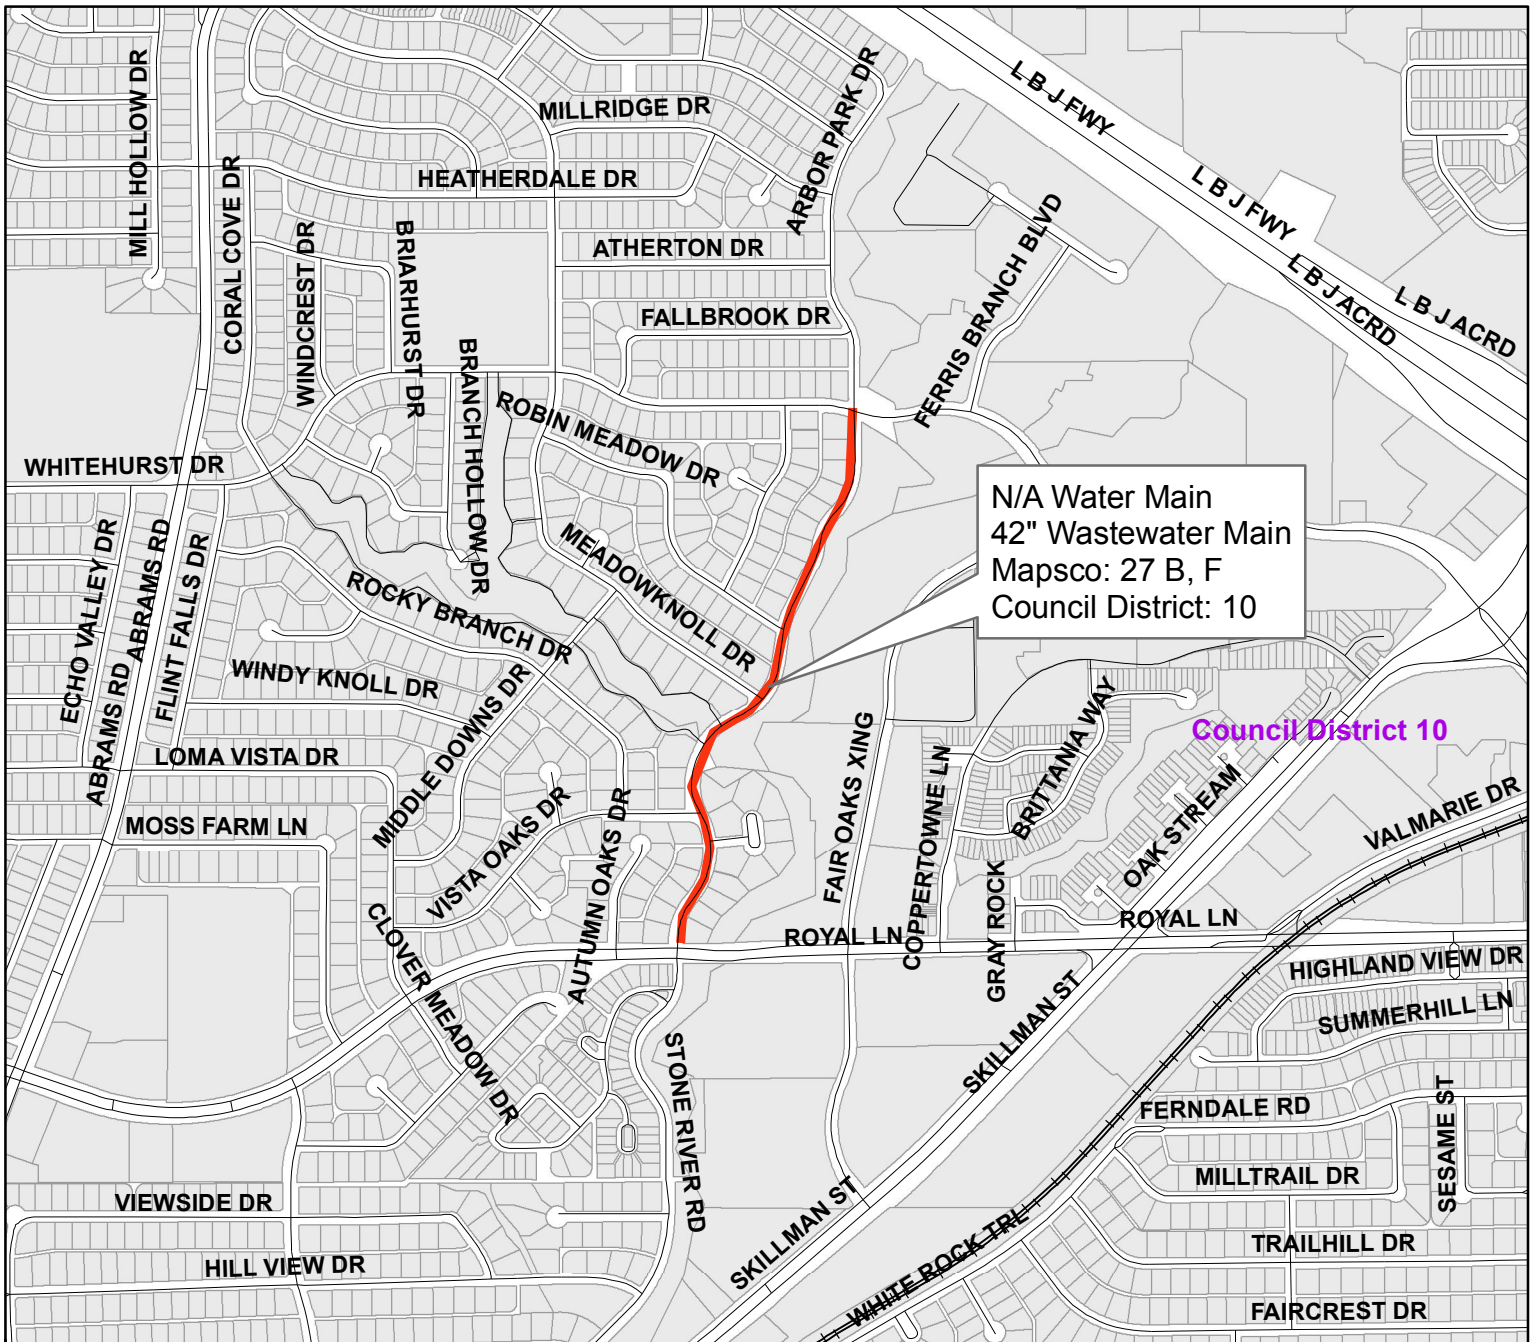 MILL HOLLOW DR
MILLRIDGE DR
ARBOR PARK DR
L B J FWY
HEATHERDALE DR
CORAL COVE DR
L B J FWY
ATHERTON DR
WINDCREST DR
BRIARHURST DR
FERRIS BRANCH BLVD
L B J ACRD
L B J ACRD
FALLBROOK DR
BRANCH HOLLOW DR
ROBIN MEADOW DR
WHITEHURST DR
N/A Water Main
42" Wastewater Main
Mapsco: 27 B, F
Council District: 10
ECHO VALLEY DR
ABRAMS RD
FLINT FALLS DR
MEADOWKNOLL DR
ROCKY BRANCH DR
WINDY KNOLL DR
ABRAMS RD
MIDDLE DOWNS DR
LOMA VISTA DR
FAIR OAKS XING
COPPERTOWNE LN
BRITTANIA WAY
Council District 10
MOSS FARM LN
VISTA OAKS DR
AUTUMN OAKS DR
OAK STREAM
VALMARIE DR
GRAY ROCK
CLOVER MEADOW DR
ROYAL LN
ROYAL LN
HIGHLAND VIEW DR
SUMMERHILL LN
SKILLMAN ST
STONE RIVER RD
FERNDALE RD
SESAME ST
MILLTRAIL DR
VIEWSIDE DR
SKILLMAN ST
WHITE ROCK TRL
TRAILHILL DR
HILL VIEW DR
FAIRCREST DR